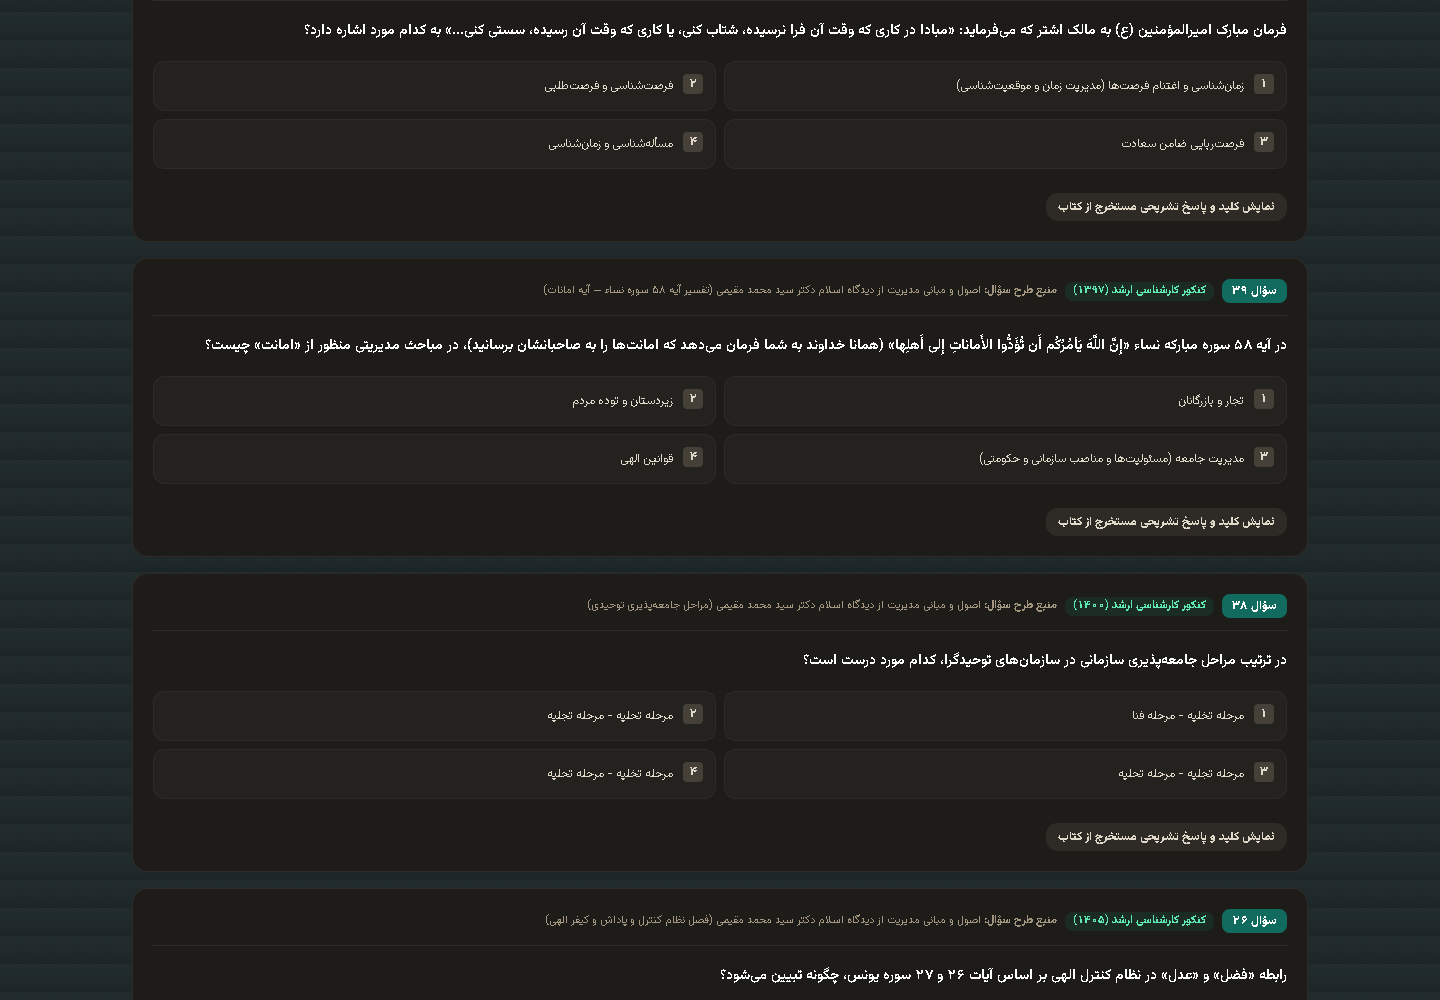 فرمان مبارک امیرالمؤمنین (ع) به مالک اشتر که می‌فرماید: «مبادا در کاری که وقت آن فرا نرسیده، شتاب کنی، یا کاری که وقت آن رسیده، سستی کنی...» به کدام مورد اشاره دارد؟
۱ زمان‌شناسی و اغتنام فرصت‌ها (مدیریت زمان و موقعیت‌شناسی)
۲ فرصت‌شناسی و فرصت‌طلبی
۳ فرصت‌ربایی ضامن سعادت
۴ مسأله‌شناسی و زمان‌شناسی
نمایش کلید و پاسخ تشریحی مستخرج از کتاب
سؤال ۳۹ کنکور کارشناسی ارشد (۱۳۹۷) منبع طرح سؤال: اصول و مبانی مدیریت از دیدگاه اسلام دکتر سید محمد مقیمی (تفسیر آیه ۵۸ سوره نساء – آیه امانات)
در آیه ۵۸ سوره مبارکه نساء «إِنَّ اللَّهَ یَأمُرُکُم أَن تُؤَدُّوا الأَماناتِ إِلی أَهلِها» (همانا خداوند به شما فرمان می‌دهد که امانت‌ها را به صاحبانشان برسانید)، در مباحث مدیریتی منظور از «امانت» چیست؟
۱ تجار و بازرگانان
۲ زیردستان و توده مردم
۳ مدیریت جامعه (مسئولیت‌ها و مناصب سازمانی و حکومتی)
۴ قوانین الهی
نمایش کلید و پاسخ تشریحی مستخرج از کتاب
سؤال ۳۸ کنکور کارشناسی ارشد (۱۴۰۰) منبع طرح سؤال: اصول و مبانی مدیریت از دیدگاه اسلام دکتر سید محمد مقیمی (مراحل جامعه‌پذیری توحیدی)
در ترتیب مراحل جامعه‌پذیری سازمانی در سازمان‌های توحیدگرا، کدام مورد درست است؟
۱ مرحله تخلیه - مرحله فنا
۲ مرحله تحلیه - مرحله تجلیه
۳ مرحله تجلیه - مرحله تحلیه
۴ مرحله تخلیه - مرحله تحلیه
نمایش کلید و پاسخ تشریحی مستخرج از کتاب
سؤال ۲۶ کنکور کارشناسی ارشد (۱۴۰۵) منبع طرح سؤال: اصول و مبانی مدیریت از دیدگاه اسلام دکتر سید محمد مقیمی (فصل نظام کنترل و پاداش و کیفر الهی)
رابطه «فضل» و «عدل» در نظام کنترل الهی بر اساس آیات ۲۶ و ۲۷ سوره یونس، چگونه تبیین می‌شود؟